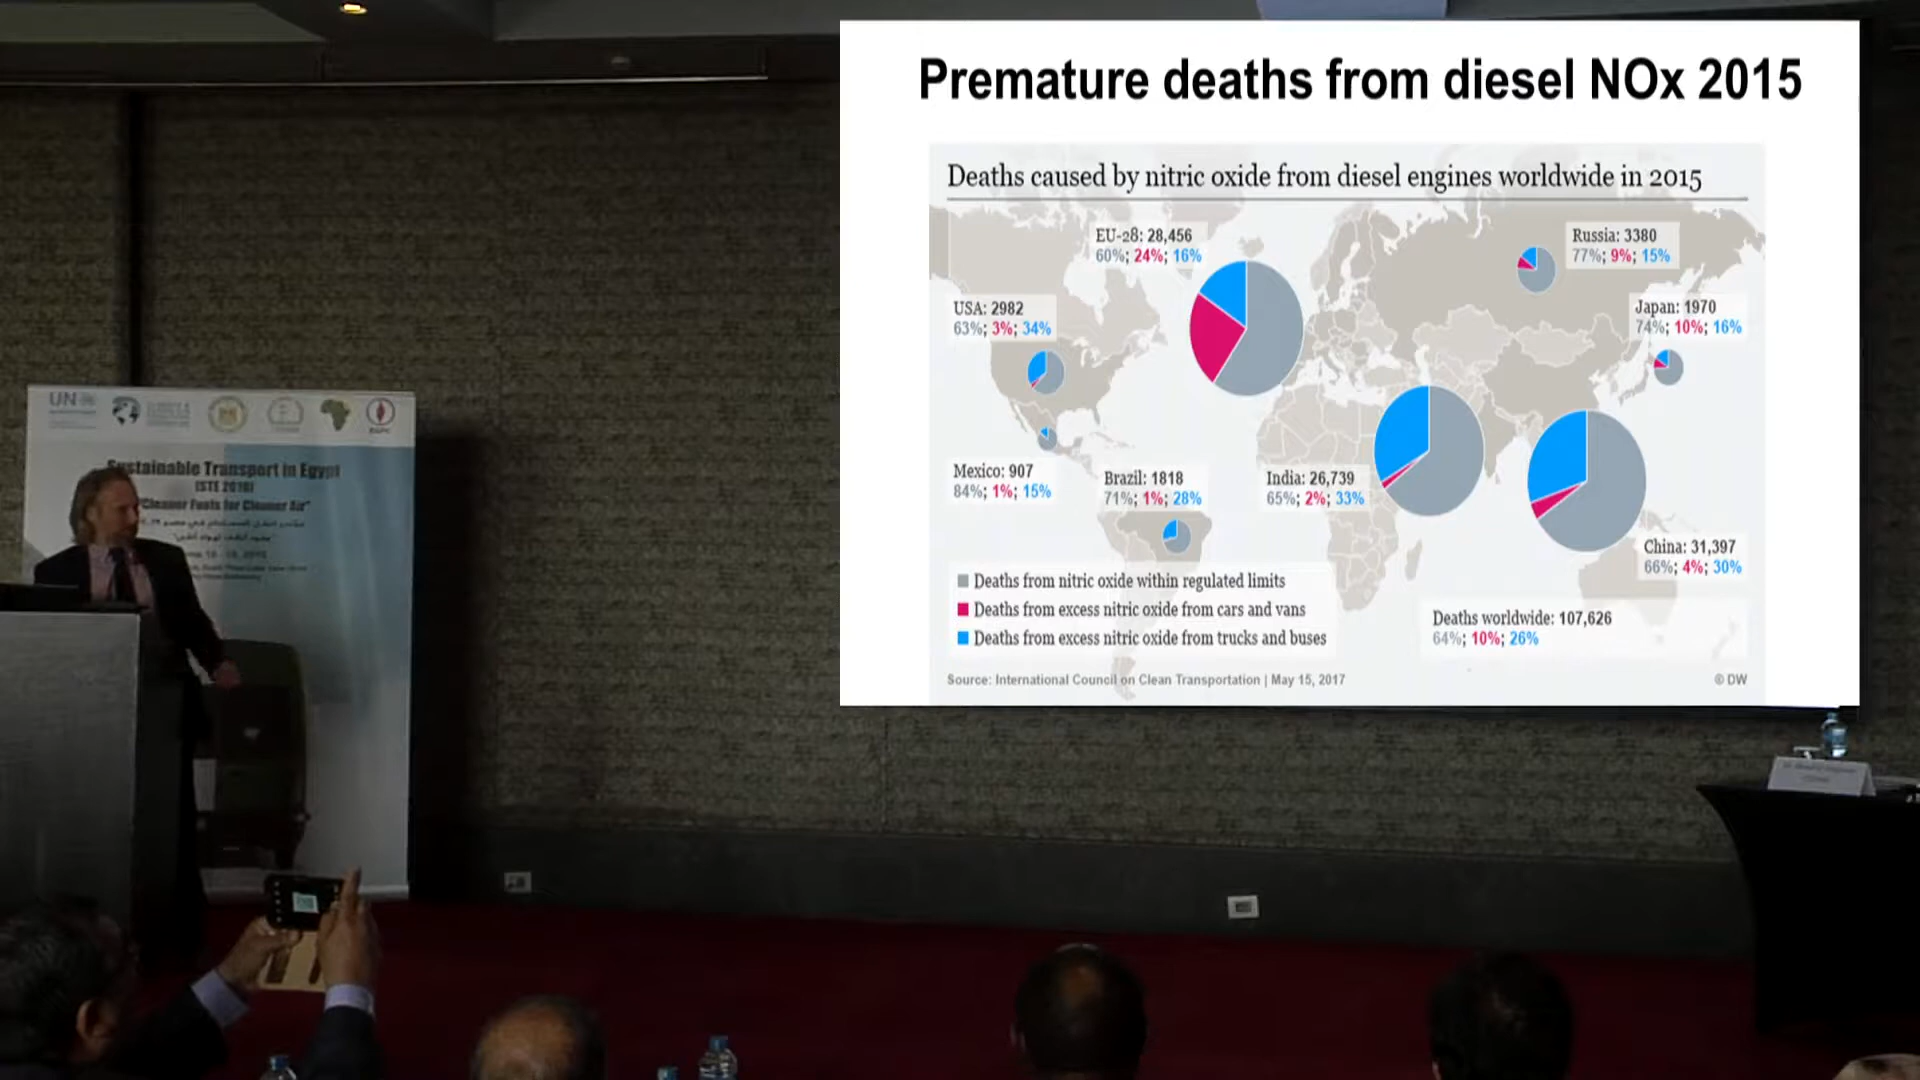 Premature deaths from diesel NOx 2015
Deaths caused by nitric oxide from diesel engines worldwide in 2015
EU-28: 28,456
60%; 24%; 16%
Russia: 3380
77%; 9%; 15%
USA: 2982
63%; 3%; 34%
Japan: 1970
74%; 10%; 16%
Mexico: 907
84%; 1%; 15%
Brazil: 1818
71%; 1%; 28%
India: 26,739
65%; 2%; 33%
China: 31,397
66%; 4%; 30%
Deaths from nitric oxide within regulated limits
Deaths from excess nitric oxide from cars and vans
Deaths from excess nitric oxide from trucks and buses
Deaths worldwide: 107,626
64%; 10%; 26%
Source: International Council on Clean Transportation | May 15, 2017
© DW
UN
Sustainable Transport in Egypt
"Cleaner Fuels for Cleaner Air"